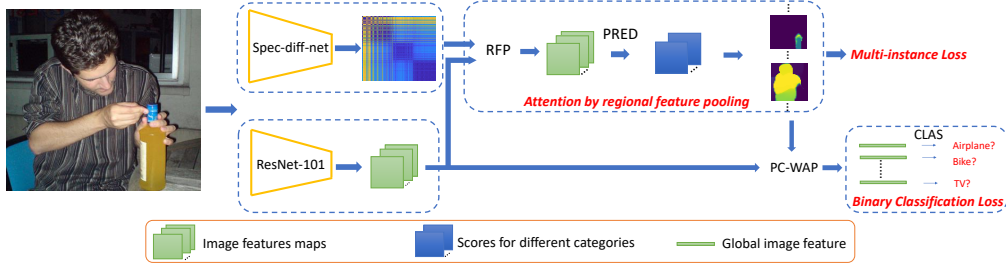 Spec-diff-net
RFP
PRED
Attention by regional feature pooling
Multi-instance Loss
ResNet-101
PC-WAP
CLAS
Airplane?
Bike?
TV?
Binary Classification Loss
Image features maps
Scores for different categories
Global image feature